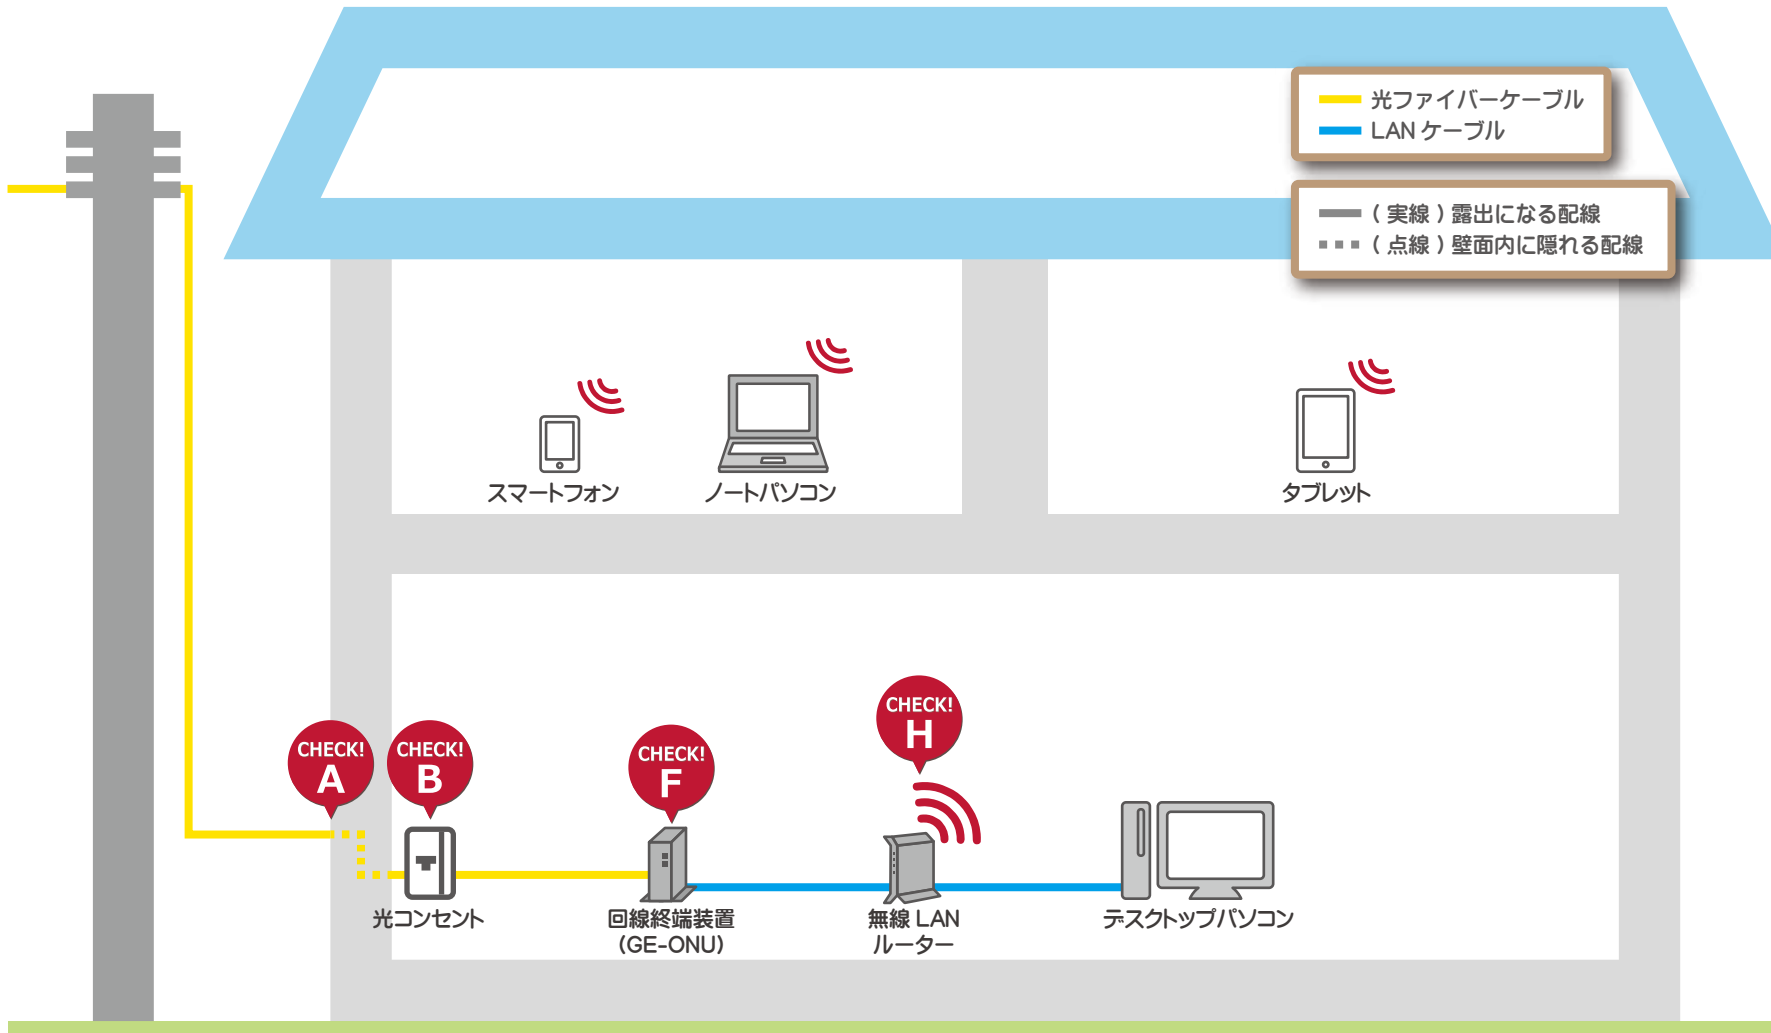 光ファイバーケーブル
LAN ケーブル
( 実線 ) 露出になる配線
( 点線 ) 壁面内に隠れる配線
スマートフォン
ノートパソコン
タブレット
CHECK!
A
CHECK!
B
CHECK!
F
CHECK!
H
光コンセント
回線終端装置
(GE-ONU)
無線 LAN
ルーター
デスクトップパソコン